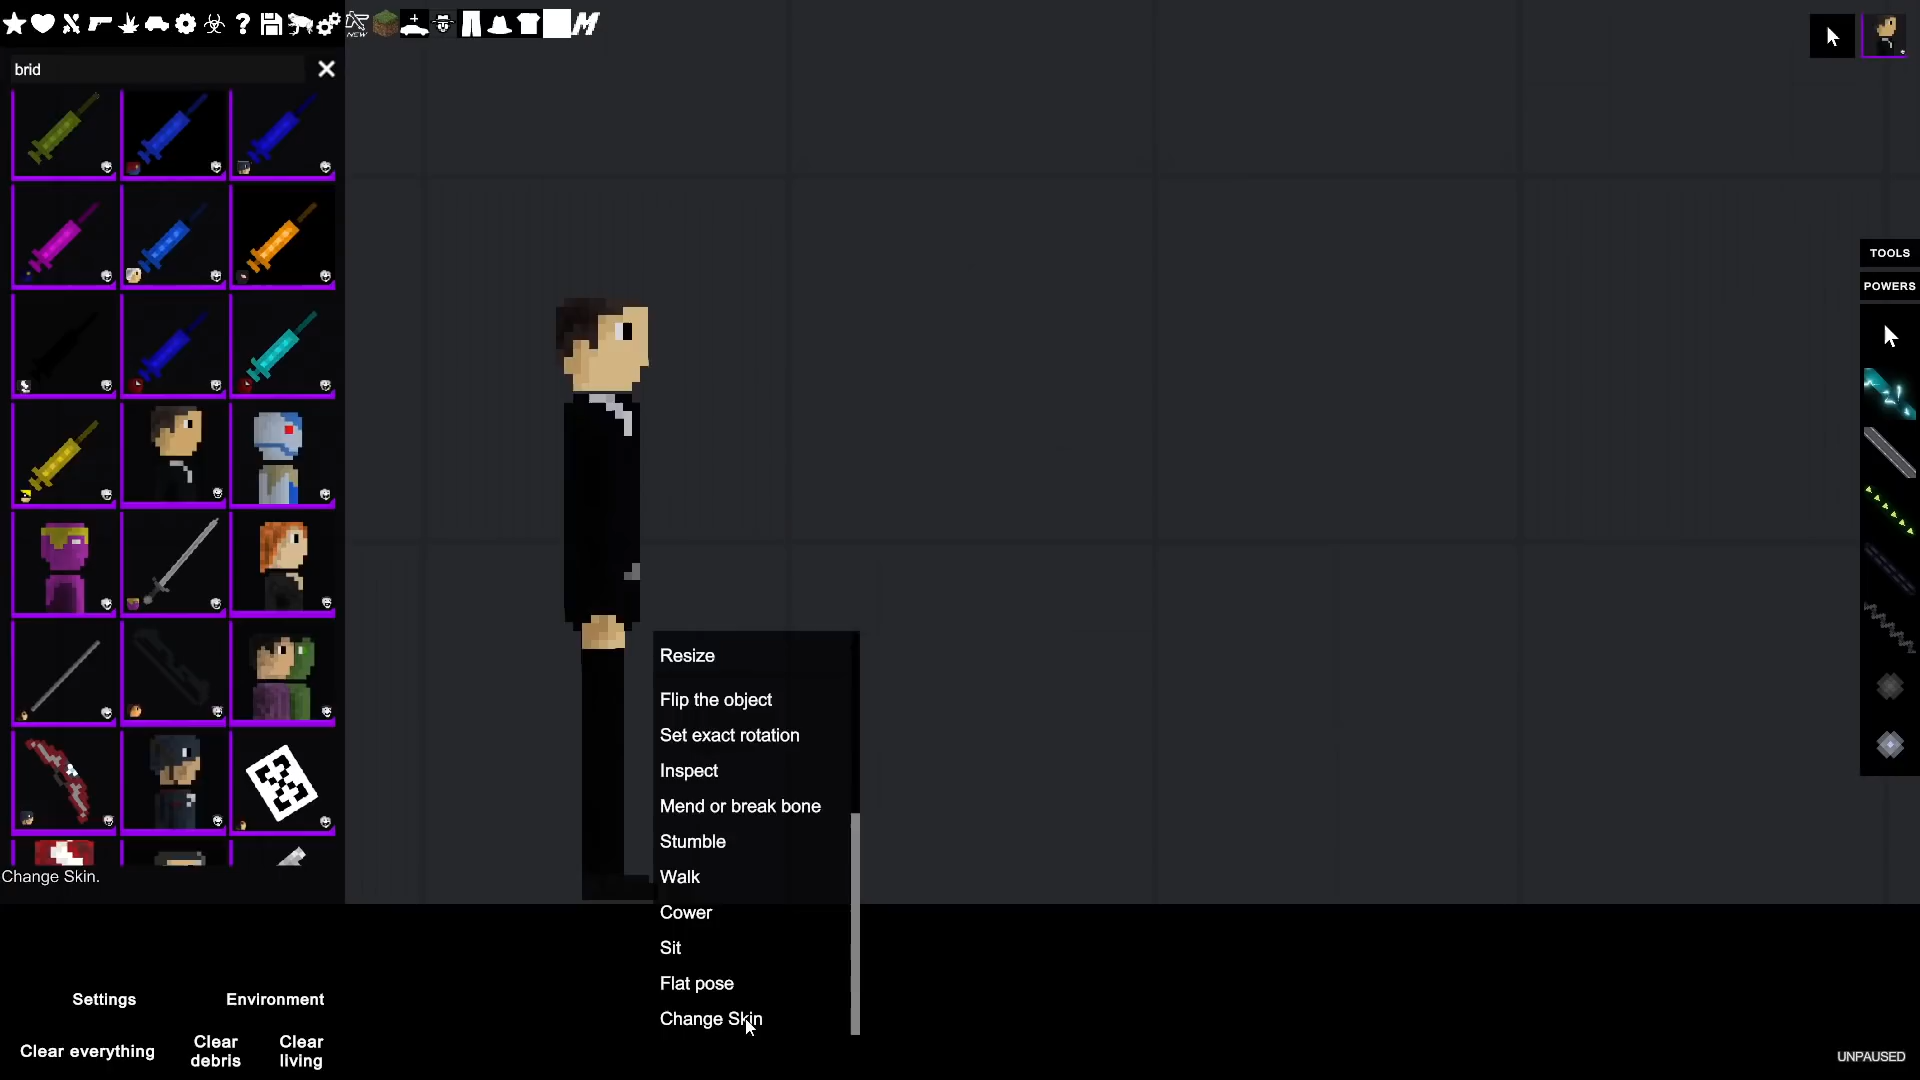 NEW
M
brid
TOOLS
POWERS
Resize
Flip the object
Set exact rotation
Inspect
Mend or break bone
Stumble
Walk
Cower
Sit
Flat pose
Change Skin
Change Skin.
Settings
Environment
Clear everything
Clear
debris
Clear
living
UNPAUSED